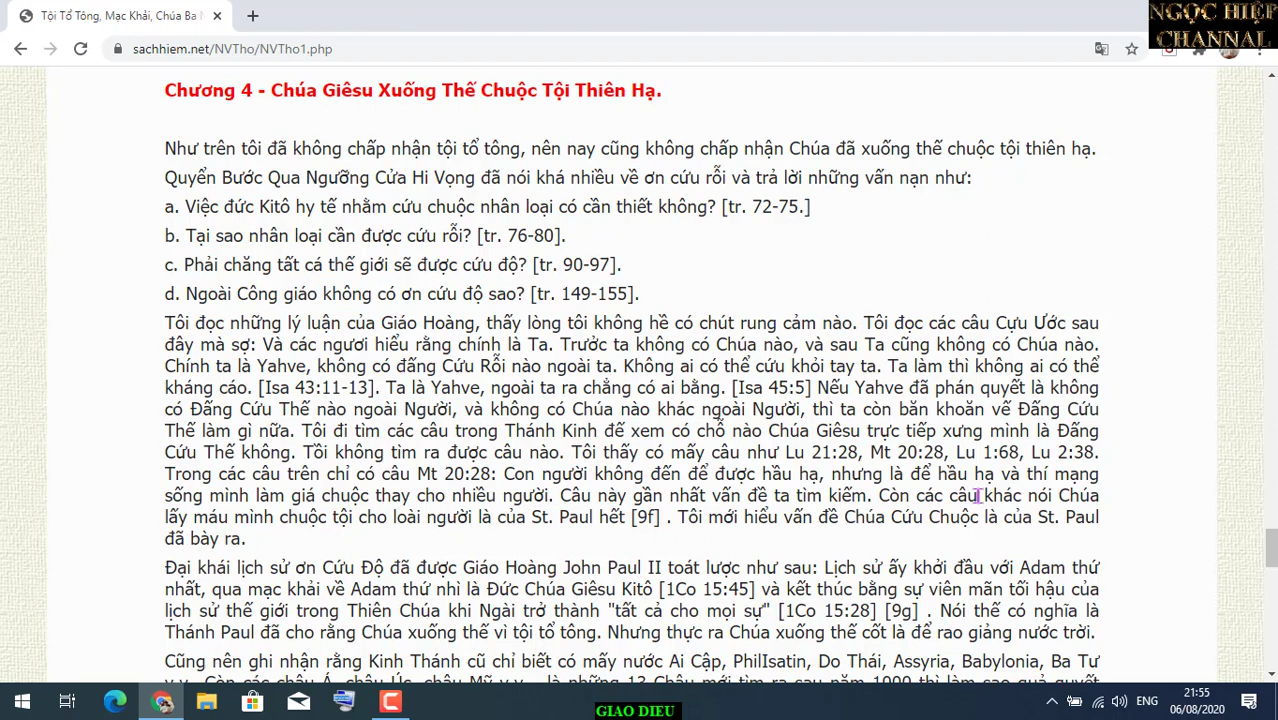 Tội Tổ Tông, Mạc Khải, Chúa Ba
NGỌC HIỆP
CHANNAL
sachhiem.net/NVTho/NVTho1.php
Chương 4 - Chúa Giêsu Xuống Thế Chuộc Tội Thiên Hạ.
Như trên tôi đã không chấp nhận tội tổ tông, nên nay cũng không chấp nhận Chúa đã xuống thế chuộc tội thiên hạ.
Quyển Bước Qua Ngưỡng Cửa Hi Vọng đã nói khá nhiều về ơn cứu rỗi và trả lời những vấn nạn như:
a. Việc đức Kitô hy tế nhằm cứu chuộc nhân loại có cần thiết không? [tr. 72-75.]
b. Tại sao nhân loại cần được cứu rỗi? [tr. 76-80].
c. Phải chăng tất cá thế giới sẽ được cứu độ? [tr. 90-97].
d. Ngoài Công giáo không có ơn cứu độ sao? [tr. 149-155].
Tôi đọc những lý luận của Giáo Hoàng, thấy lòng tôi không hề có chút rung cảm nào. Tôi đọc các câu Cựu Ước sau
đây mà sợ: Và các ngươi hiểu rằng chính là Ta. Trước ta không có Chúa nào, và sau Ta cũng không có Chúa nào.
Chính ta là Yahve, không có đấng Cứu Rỗi nào ngoài ta. Không ai có thể cứu khỏi tay ta. Ta làm thì không ai có thể
kháng cáo. [Isa 43:11-13]. Ta là Yahve, ngoài ta ra chẳng có ai bằng. [Isa 45:5] Nếu Yahve đã phán quyết là không
có Đấng Cứu Thế nào ngoài Người, và không có Chúa nào khác ngoài Người, thì ta còn băn khoăn về Đấng Cứu
Thế làm gì nữa. Tôi đi tìm các câu trong Thánh Kinh để xem có chỗ nào Chúa Giêsu trực tiếp xưng mình là Đấng
Cứu Thế không. Tôi không tìm ra được câu nào. Tôi thấy có mấy câu như Lu 21:28, Mt 20:28, Lu 1:68, Lu 2:38.
Trong các câu trên chỉ có câu Mt 20:28: Con người không đến để được hầu hạ, nhưng là để hầu hạ và thí mạng
sống mình làm giá chuộc thay cho nhiều người. Câu này gần nhất vấn đề ta tìm kiếm. Còn các câu khác nói Chúa
lấy máu mình chuộc tội cho loài người là của St. Paul hết [9f] . Tôi mới hiểu vấn đề Chúa Cứu Chuộc là của St. Paul
đã bày ra.
Đại khái lịch sử ơn Cứu Độ đã được Giáo Hoàng John Paul II toát lược như sau: Lịch sử ấy khởi đầu với Adam thứ
nhất, qua mạc khải về Adam thứ nhì là Đức Chúa Giêsu Kitô [1Co 15:45] và kết thúc bằng sự viên mãn tối hậu của
lịch sử thế giới trong Thiên Chúa khi Ngài trở thành "tất cả cho mọi sự" [1Co 15:28] [9g] . Nói thế có nghĩa là
Thánh Paul đã cho rằng Chúa xuống thế vì tội tổ tông. Nhưng thực ra Chúa xuống thế cốt là để rao giảng nước trời.
Cũng nên ghi nhận rằng Kinh Thánh cũ chỉ biết có mấy nước Ai Cập, PhilIsatin, Do Thái, Assyria, Babylonia, Ba Tư
v.v... Còn các châu Á, châu Úc, châu Mỹ v.v... là những 13 Châu mới tìm ra sau năm 1000 thì làm sao quả quyết
ENG
21:55
06/08/2020
GIAO DIEU